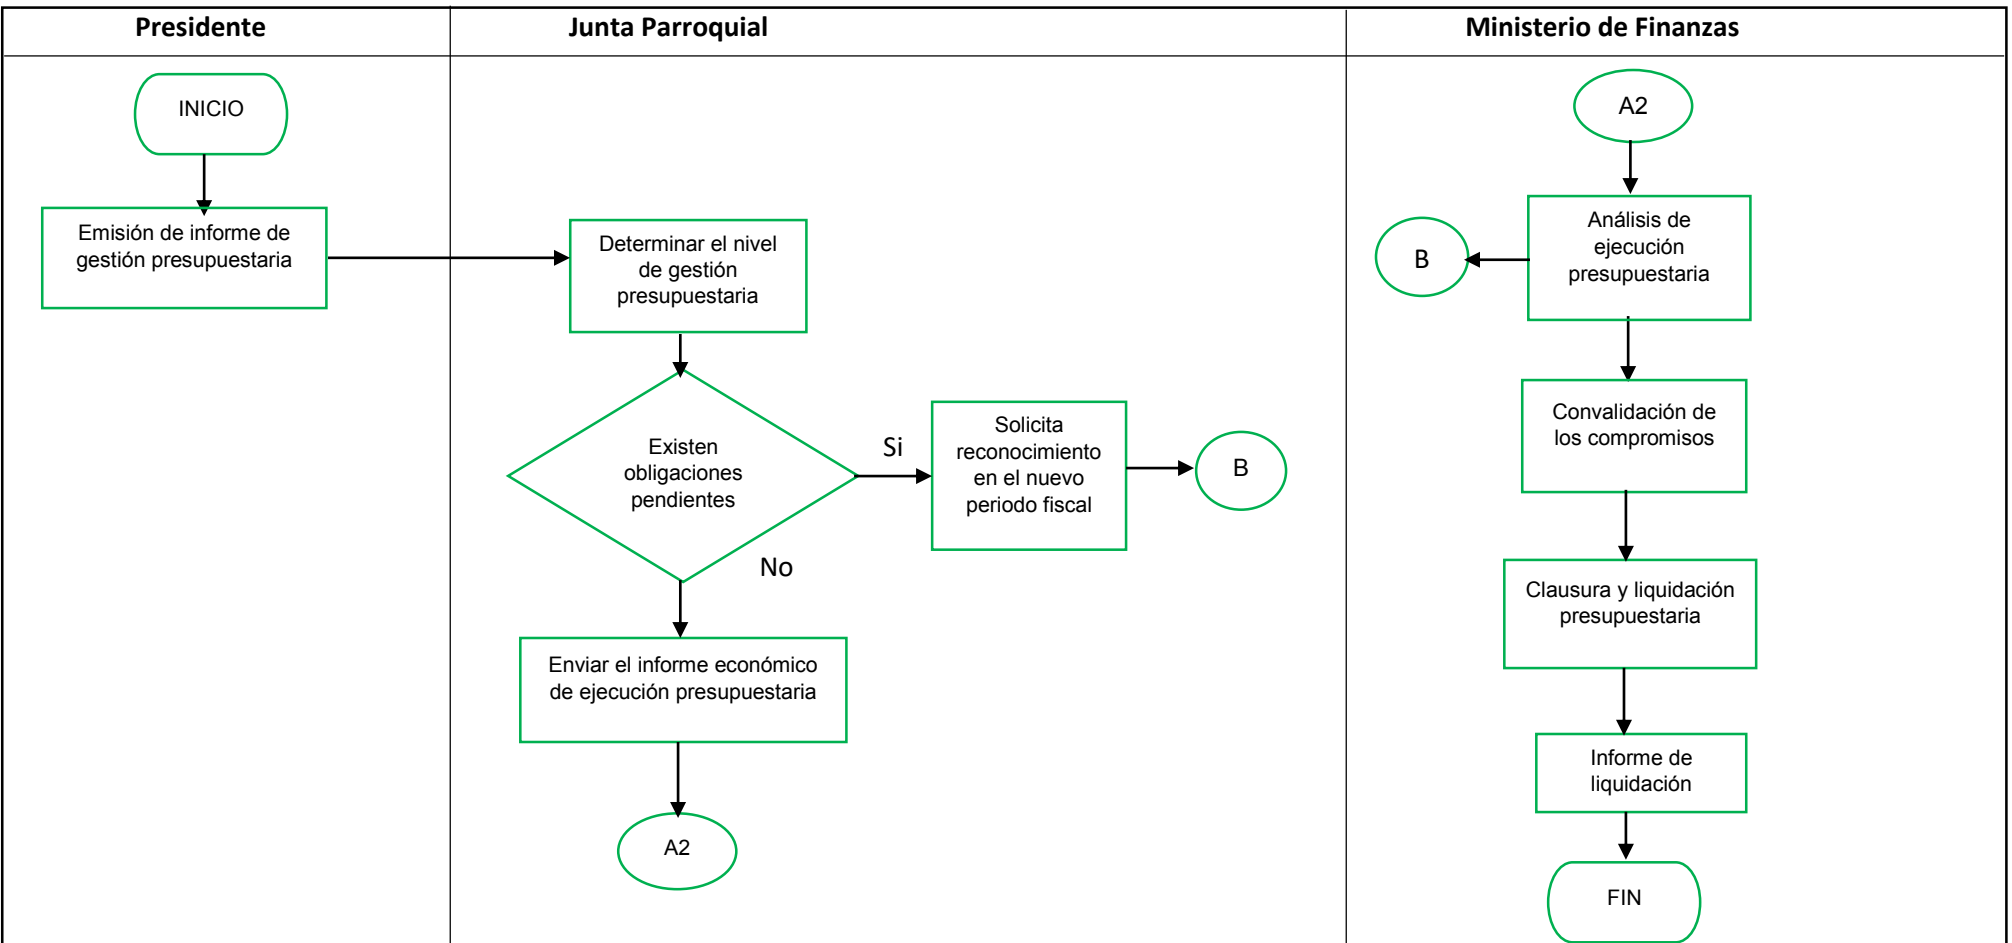 Presidente
Junta Parroquial
Ministerio de Finanzas
INICIO
Emisión de informe de
gestión presupuestaria
Determinar el nivel
de gestión
presupuestaria
Existen
obligaciones
pendientes
Si
Solicita
reconocimiento
en el nuevo
periodo fiscal
B
No
Enviar el informe económico
de ejecución presupuestaria
A2
A2
Análisis de
ejecución
presupuestaria
B
Convalidación de
los compromisos
Clausura y liquidación
presupuestaria
Informe de
liquidación
FIN